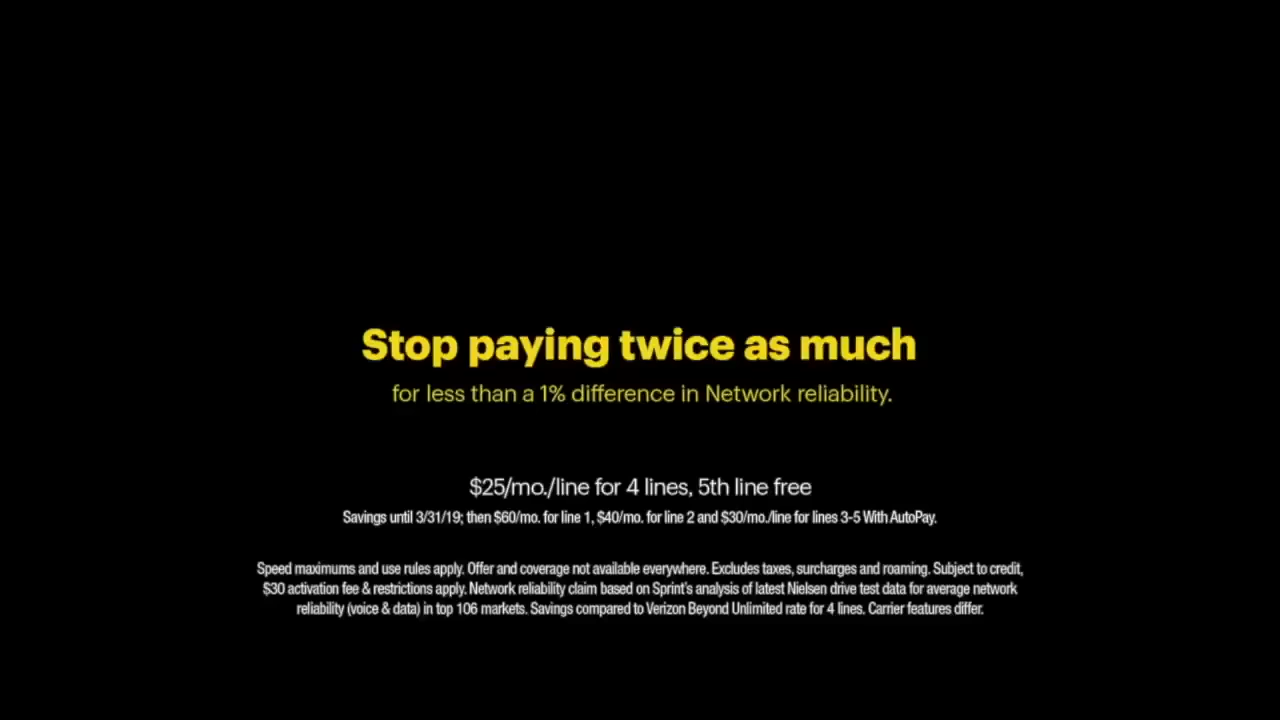 Stop paying twice as much
for less than a 1% difference in Network reliability.
$25/mo./line for 4 lines, 5th line free
Savings until 3/31/19; then $60/mo. for line 1, $40/mo. for line 2 and $30/mo./line for lines 3-5 With AutoPay.
Speed maximums and use rules apply. Offer and coverage not available everywhere. Excludes taxes, surcharges and roaming. Subject to credit,
$30 activation fee & restrictions apply. Network reliability claim based on Sprint's analysis of latest Nielsen drive test data for average network
reliability (voice & data) in top 106 markets. Savings compared to Verizon Beyond Unlimited rate for 4 lines. Carrier features differ.